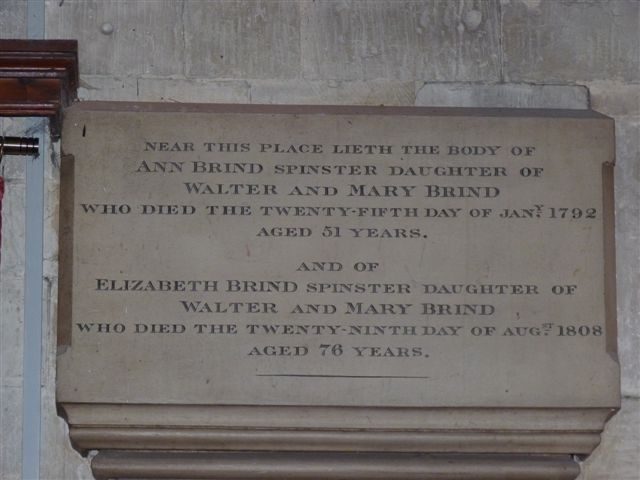 NEAR THIS PLACE LIETH THE BODY OF
ANN BRIND SPINSTER DAUGHTER OF
WALTER AND MARY BRIND
WHO DIED THE TWENTY-FIFTH DAY OF JANY. 1792
AGED 51 YEARS.
AND OF
ELIZABETH BRIND SPINSTER DAUGHTER OF
WALTER AND MARY BRIND
WHO DIED THE TWENTY-NINTH DAY OF AUGST. 1808
AGED 76 YEARS.